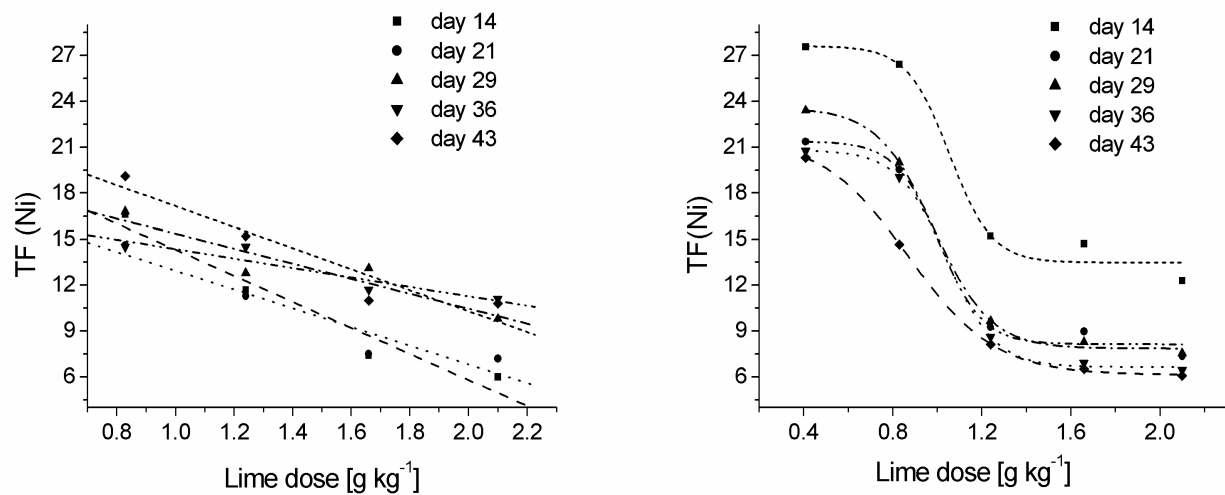 day 14
day 21
day 29
day 36
day 43
27
24
21
18
15
12
9
6
TF (Ni)
0.8 1.0 1.2 1.4 1.6 1.8 2.0 2.2
Lime dose [g kg⁻¹]
day 14
day 21
day 29
day 36
day 43
27
24
21
18
15
12
9
6
TF(Ni)
0.4 0.8 1.2 1.6 2.0
Lime dose [g kg⁻¹]